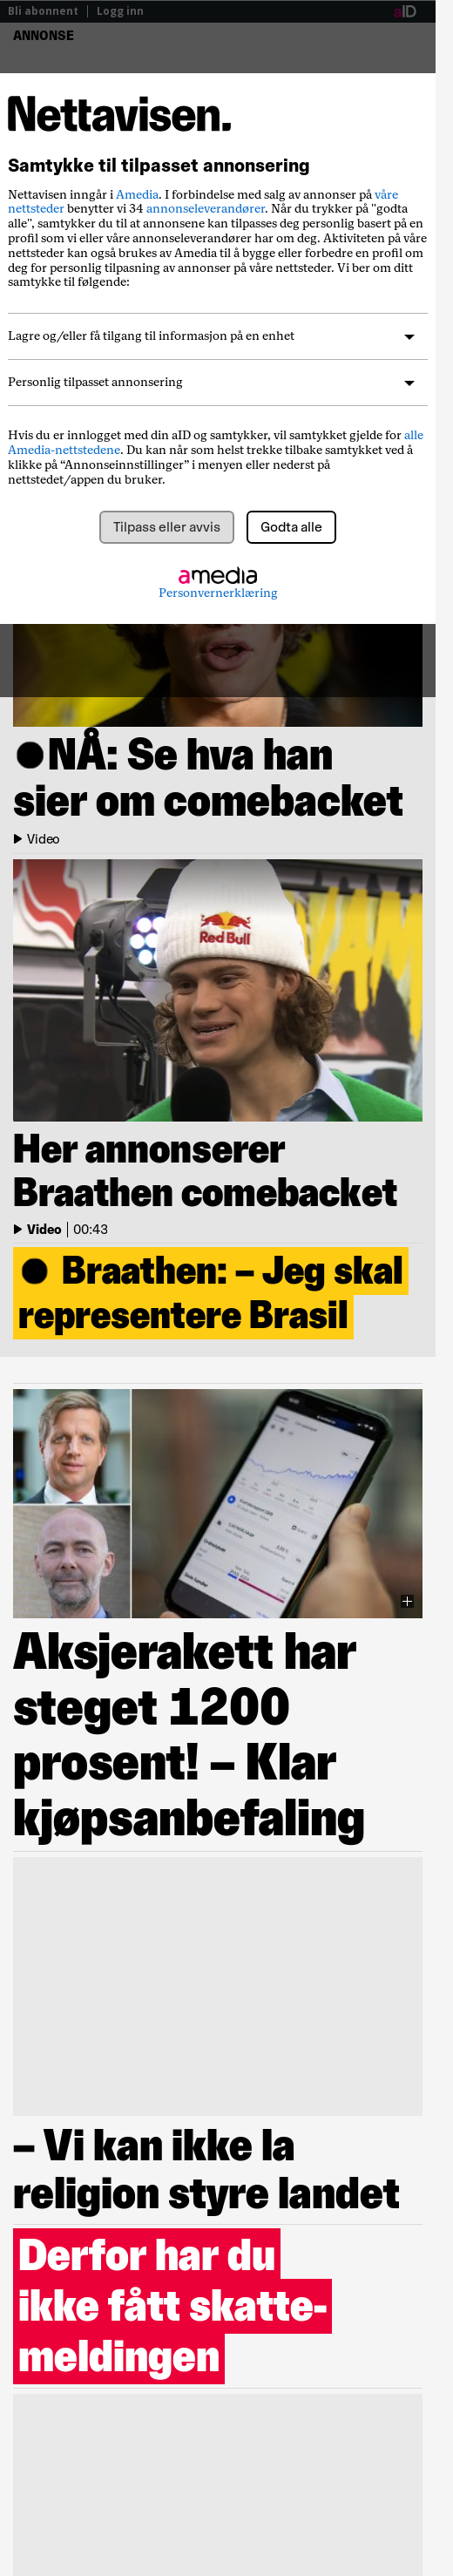 Bli abonnent | Logg inn
aID
ANNONSE
Nettavisen.
Samtykke til tilpasset annonsering
Nettavisen inngår i Amedia. I forbindelse med salg av annonser på våre
nettsteder benytter vi 34 annonseleverandører. Når du trykker på "godta
alle", samtykker du til at annonsene kan tilpasses deg personlig basert på en
profil som vi eller våre annonseleverandører har om deg. Aktiviteten på våre
nettsteder kan også brukes av Amedia til å bygge eller forbedre en profil om
deg for personlig tilpasning av annonser på våre nettsteder. Vi ber om ditt
samtykke til følgende:
Lagre og/eller få tilgang til informasjon på en enhet
Personlig tilpasset annonsering
Hvis du er innlogget med din aID og samtykker, vil samtykket gjelde for alle
Amedia-nettstedene. Du kan når som helst trekke tilbake samtykket ved å
klikke på “Annonseinnstillinger” i menyen eller nederst på
nettstedet/appen du bruker.
Tilpass eller avvis
Godta alle
amedia
Personvernerklæring
NÅ: Se hva han
sier om comebacket
Video
Red Bull
Her annonserer
Braathen comebacket
Video | 00:43
Braathen: – Jeg skal
representere Brasil
Aksjerakett har
steget 1200
prosent! – Klar
kjøpsanbefaling
– Vi kan ikke la
religion styre landet
Derfor har du
ikke fått skatte-
meldingen